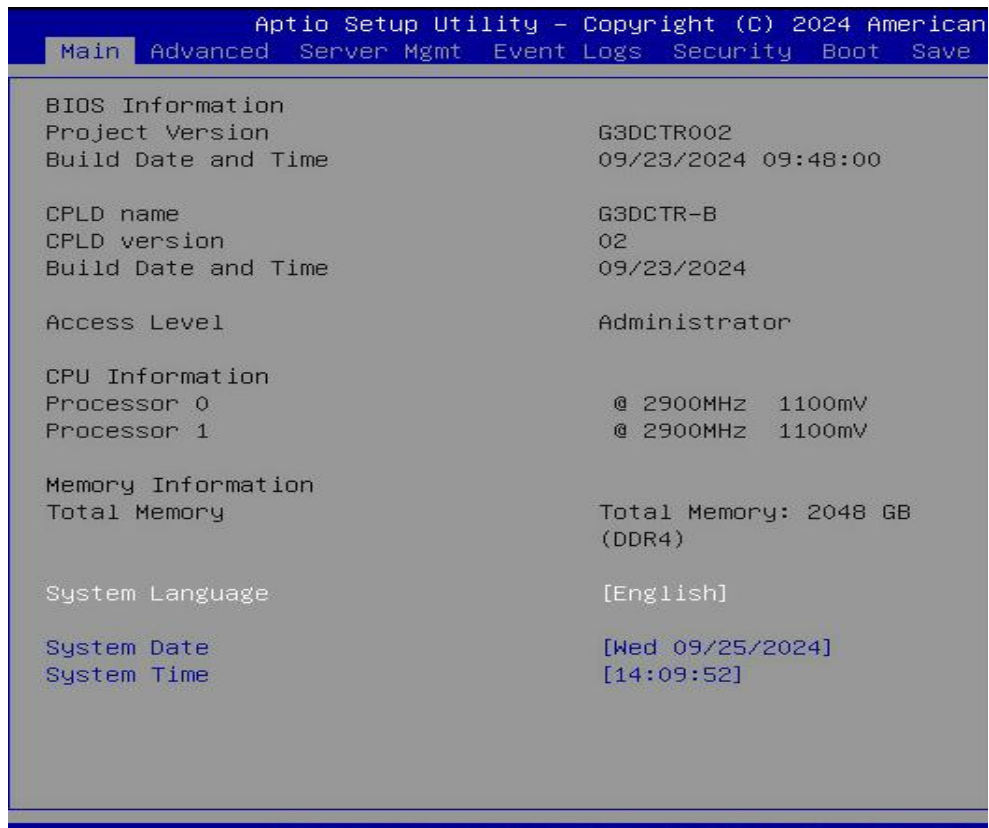 Aptio Setup Utility – Copyright (C) 2024 American
Main Advanced Server Mgmt Event Logs Security Boot Save
BIOS Information
Project Version G3DCTR002
Build Date and Time 09/23/2024 09:48:00
CPLD name G3DCTR-B
CPLD version 02
Build Date and Time 09/23/2024
Access Level Administrator
CPU Information
Processor 0 @ 2900MHz 1100mV
Processor 1 @ 2900MHz 1100mV
Memory Information
Total Memory Total Memory: 2048 GB
(DDR4)
System Language [English]
System Date [Wed 09/25/2024]
System Time [14:09:52]